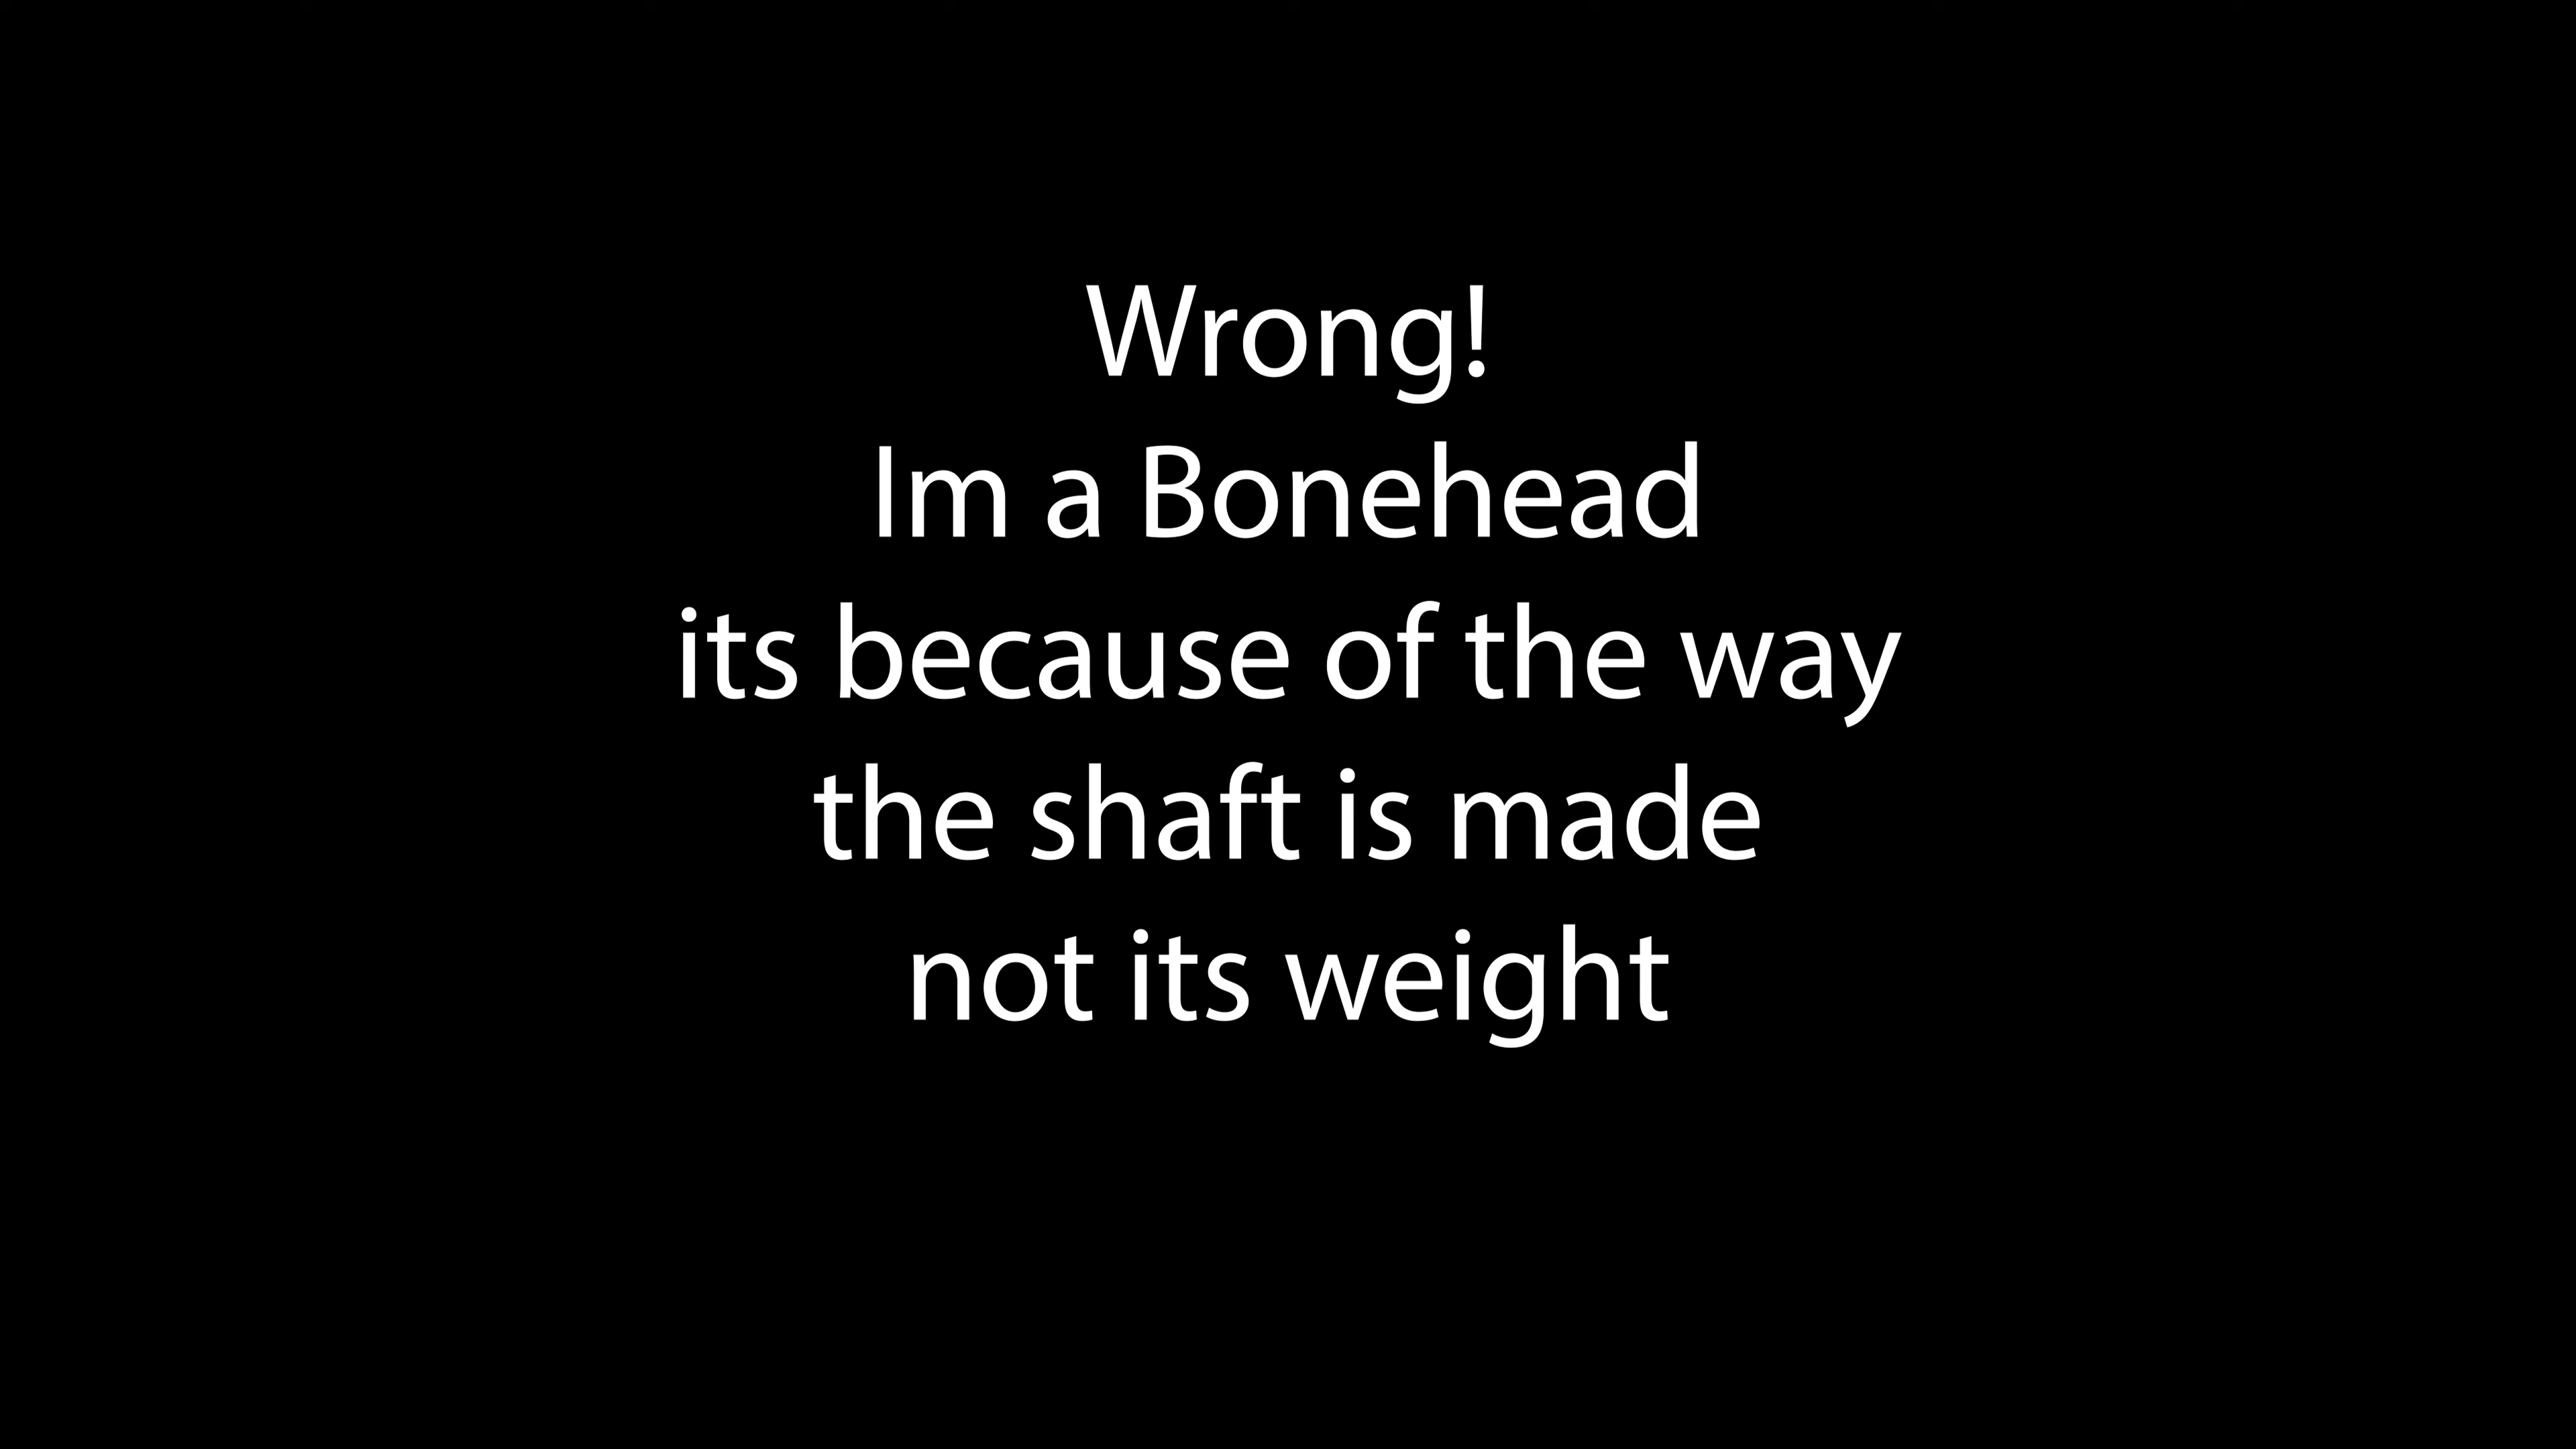 Wrong!
Im a Bonehead
its because of the way
the shaft is made
not its weight